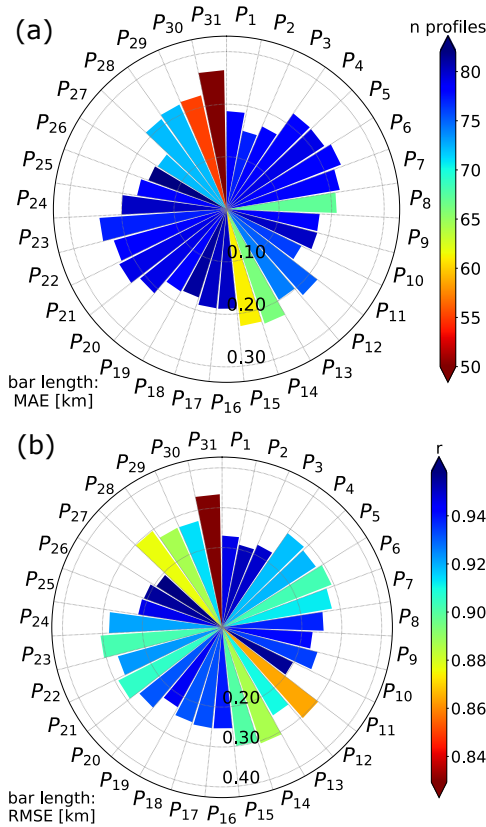 (a)
n profiles
P31 P1
P30 P2
P29 P3
P28 P4
P27 P5
P26 P6
P25 P7
P24 P8
P23 P9
P22 P10
P21 P11
P20 P12
P19 P13
P18 P14
P17 P16 P15
0.10
0.20
0.30
80
75
70
65
60
55
50
bar length:
MAE [km]
(b)
r
P31 P1
P30 P2
P29 P3
P28 P4
P27 P5
P26 P6
P25 P7
P24 P8
P23 P9
P22 P10
P21 P11
P20 P12
P19 P13
P18 P14
P17 P16 P15
0.20
0.30
0.40
0.94
0.92
0.90
0.88
0.86
0.84
bar length:
RMSE [km]